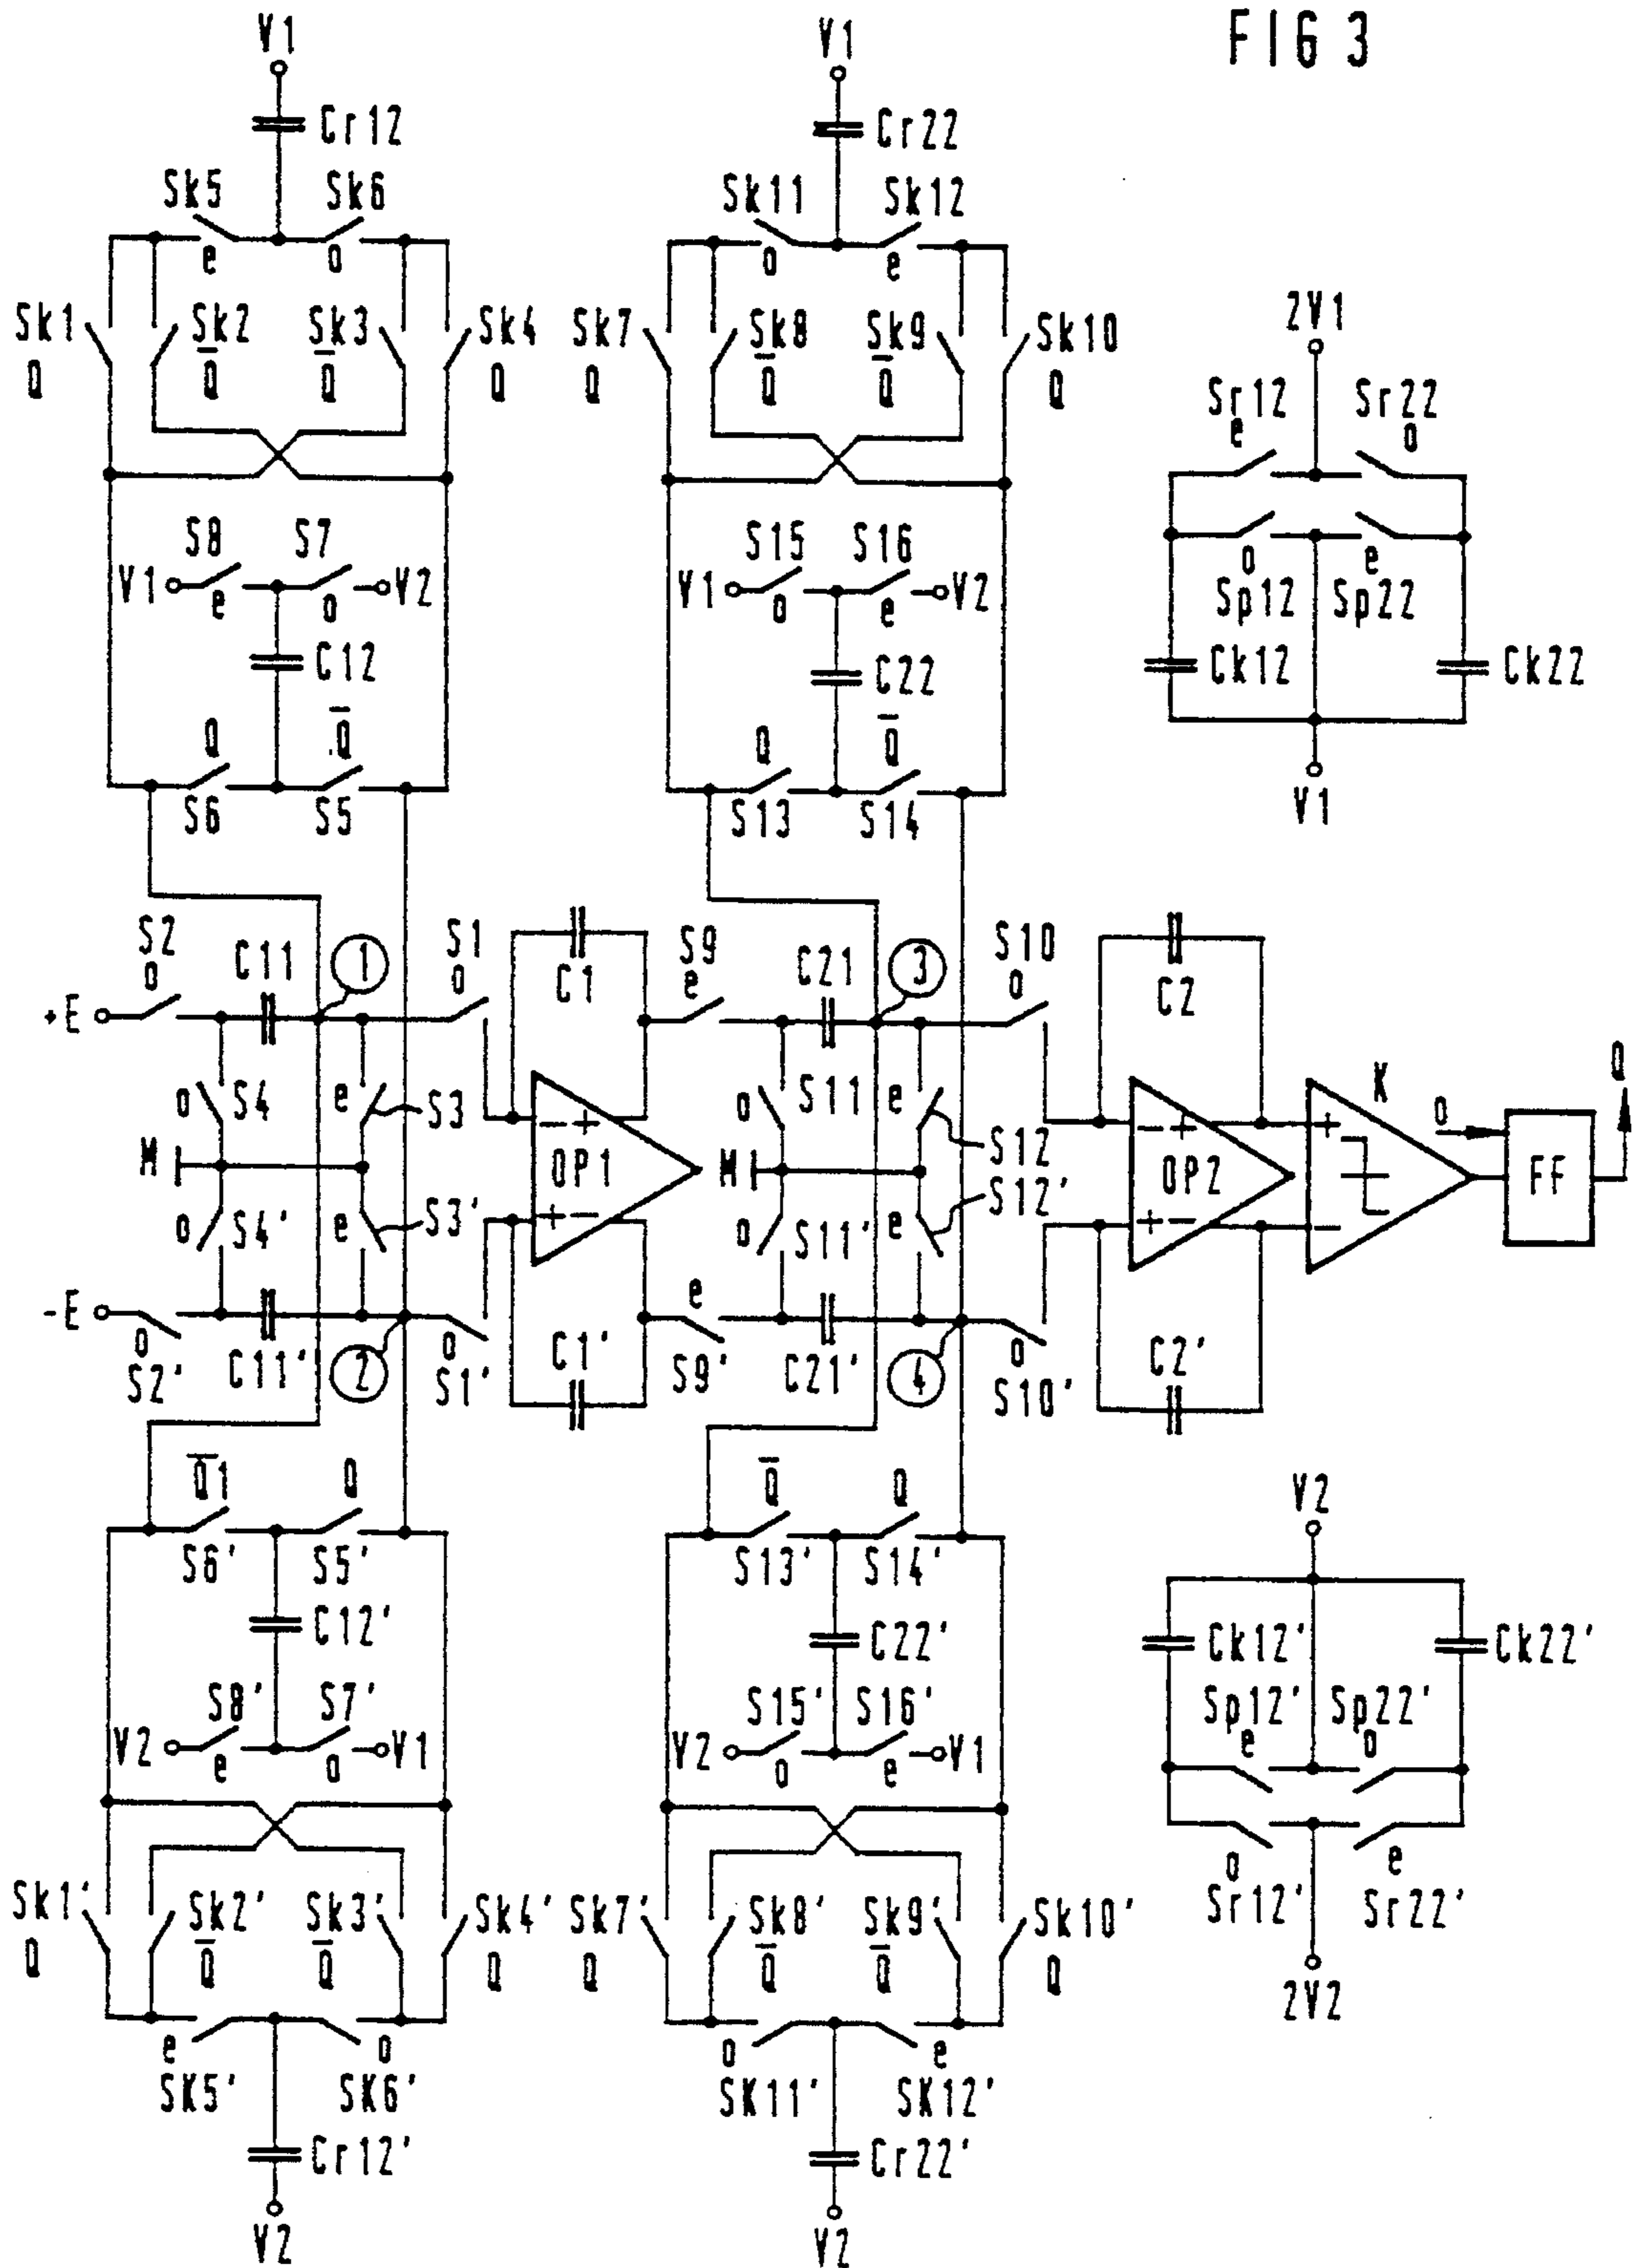 FIG 3
V1
V1
Cr12
Cr22
Sk5
Sk6
Sk11
Sk12
e
o
o
e
Sk1
Q
Sk2
Q̅
Sk3
Q̅
Sk4
Q
Sk7
Q
Sk8
Q̅
Sk9
Q̅
Sk10
Q
2V1
Sr12
e
Sr22
o
S8
S7
V1
e
o
V2
S15
S16
V1
o
e
V2
o
e
Sp12
Sp22
C12
C22
Ck12
Ck22
Q
Q̅
Q
Q̅
S6
S5
S13
S14
V1
S2
o
C11
1
S1
o
C1
S9
e
C21
3
S10
o
C2
+E
o
S4
e
S3
o
S11
e
S12
K
o
Q
M
- +
OP1
+ -
M
S12'
- +
OP2
+ -
+
-
FF
o
S4'
e
S3'
o
S11'
e
-E
o
S2'
C11'
2
o
S1'
C1'
e
S9'
C21'
4
o
S10'
C2'
Q̅1
Q
Q̅
Q
V2
S6'
S5'
S13'
S14'
C12'
C22'
Ck12'
Ck22'
S8'
S7'
V2
e
o
V1
S15'
S16'
V2
o
e
V1
Sp12'
e
Sp22'
o
o
Sr12'
e
Sr22'
Sk1'
Q
Sk2'
Q̅
Sk3'
Q̅
Sk4'
Q
Sk7'
Q
Sk8'
Q̅
Sk9'
Q̅
Sk10'
Q
2V2
e
o
o
e
SK5'
SK6'
SK11'
SK12'
Cr12'
Cr22'
V2
V2